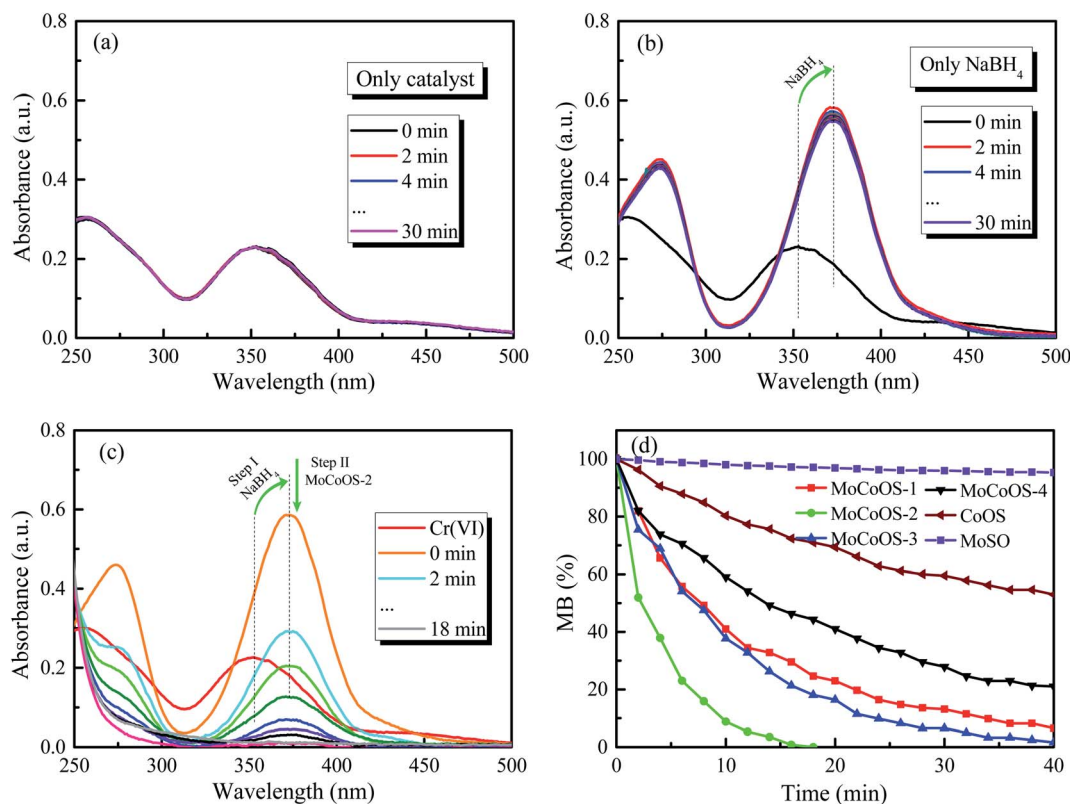 (a)
Only catalyst
0 min
2 min
4 min
...
30 min
Absorbance (a.u.)
0.8
0.6
0.4
0.2
0.0
250 300 350 400 450 500
Wavelength (nm)
(b)
NaBH4
Only NaBH4
0 min
2 min
4 min
...
30 min
Absorbance (a.u.)
0.8
0.6
0.4
0.2
0.0
250 300 350 400 450 500
Wavelength (nm)
(c)
Step I
NaBH4
Step II
MoCoOS-2
Cr(VI)
0 min
2 min
...
18 min
Absorbance (a.u.)
0.8
0.6
0.4
0.2
0.0
250 300 350 400 450 500
Wavelength (nm)
(d)
MoCoOS-1 MoCoOS-4
MoCoOS-2 CoOS
MoCoOS-3 MoSO
MB (%)
100
80
60
40
20
0
0 10 20 30 40
Time (min)